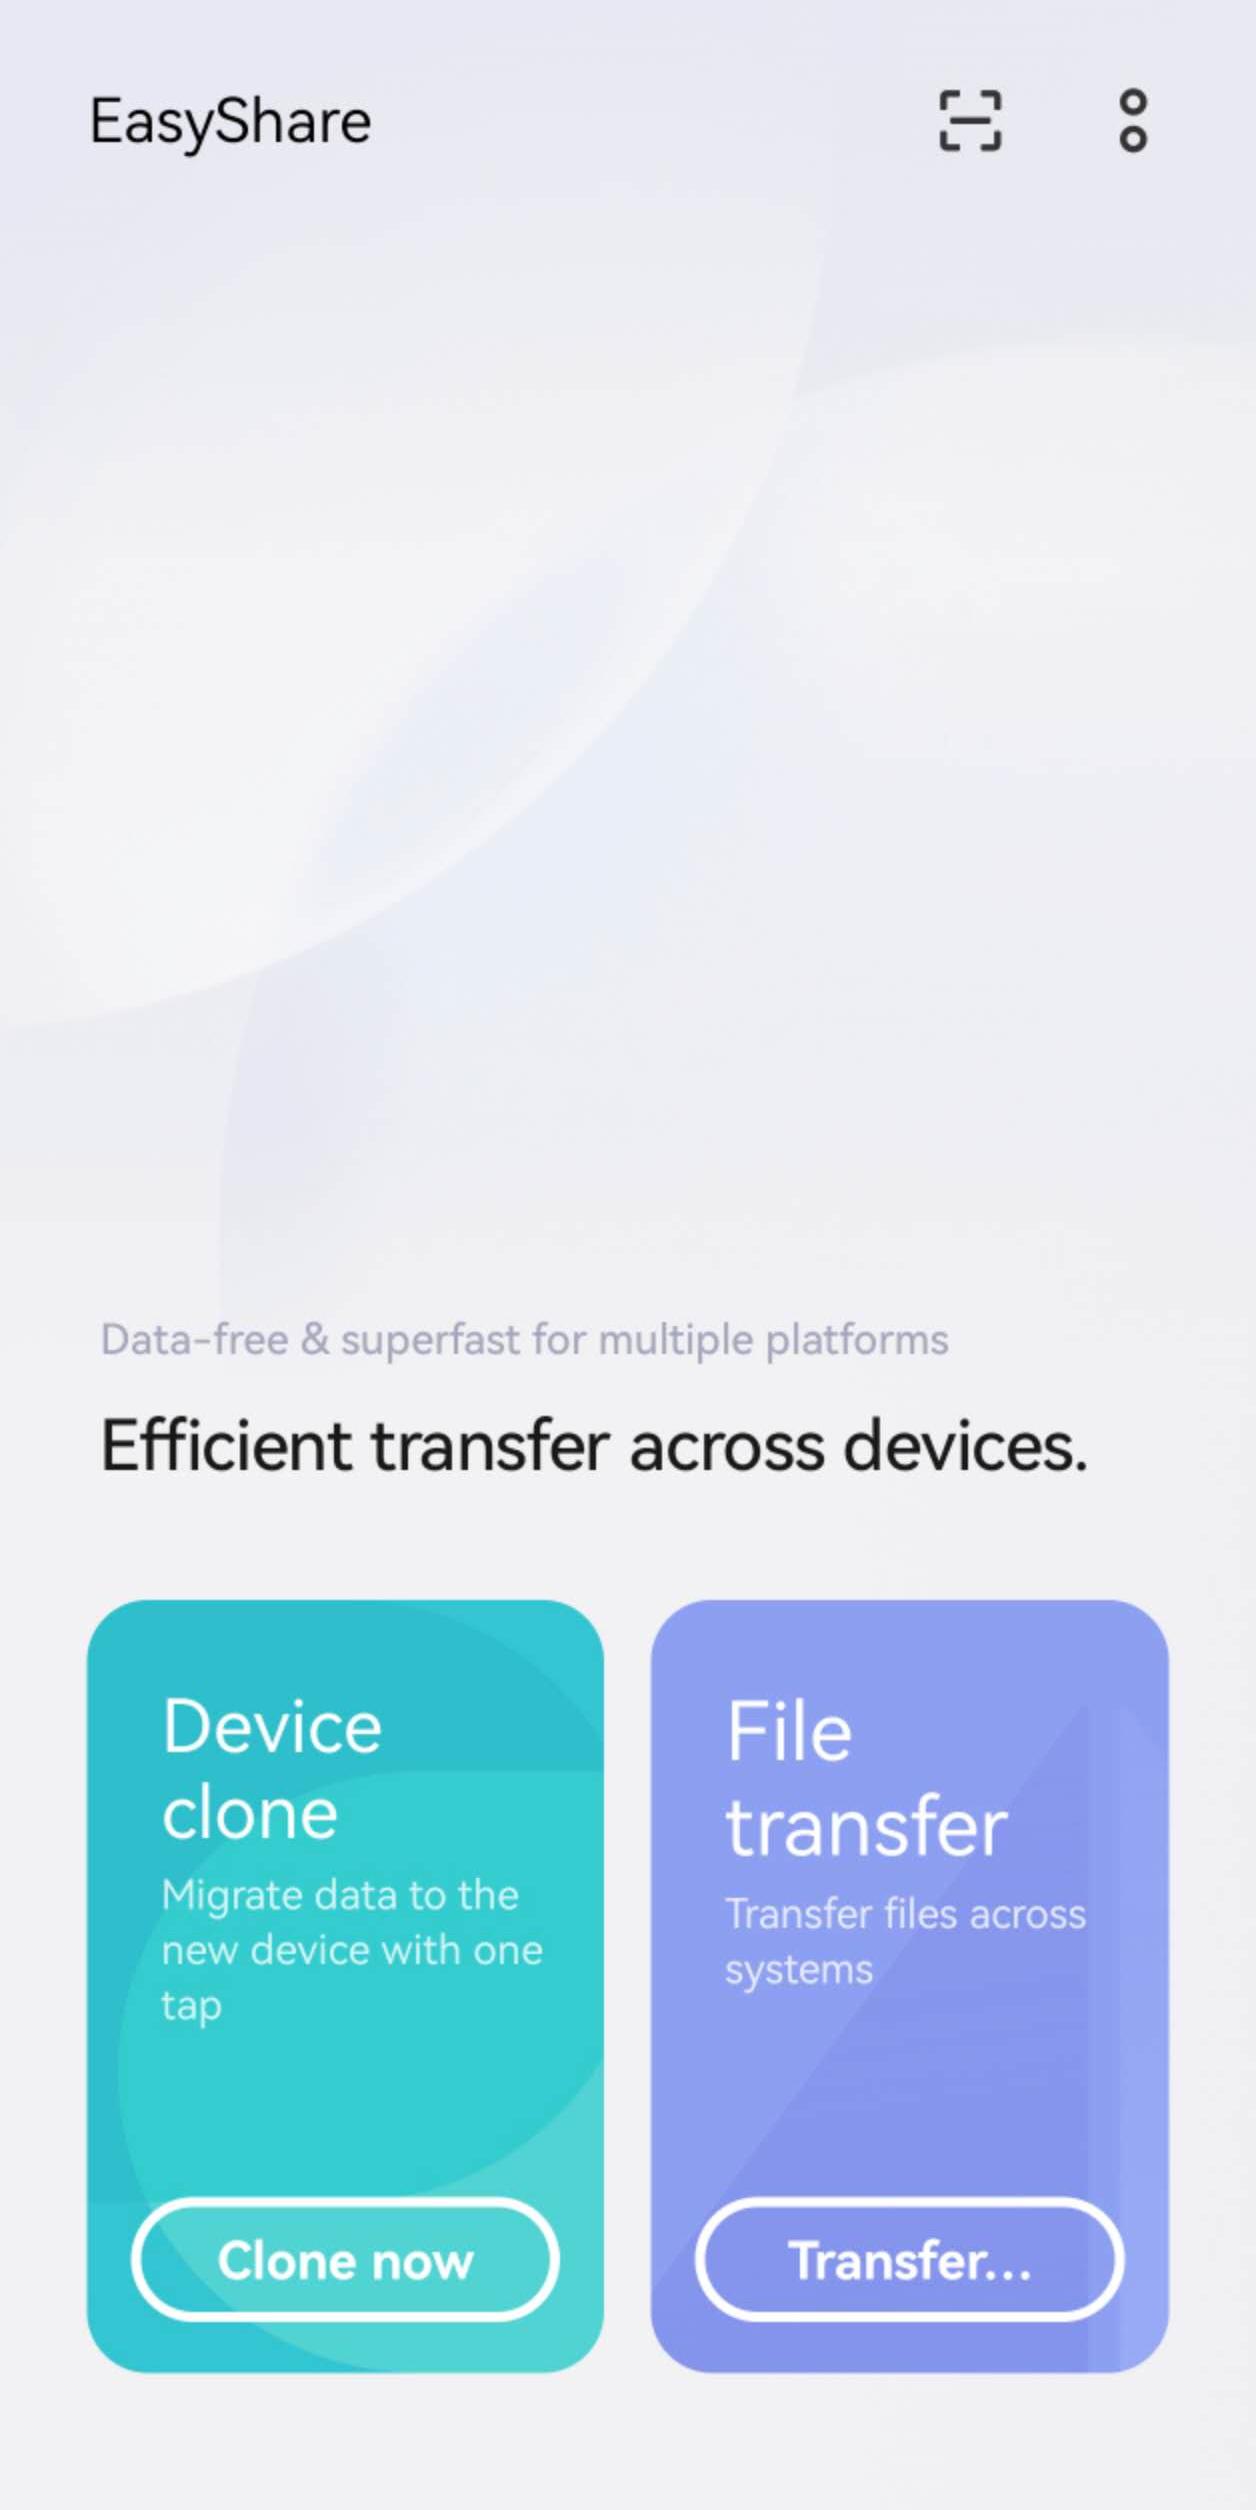 EasyShare
Data-free & superfast for multiple platforms
Efficient transfer across devices.
Device
clone
Migrate data to the
new device with one
tap
Clone now
File
transfer
Transfer files across
systems
Transfer...